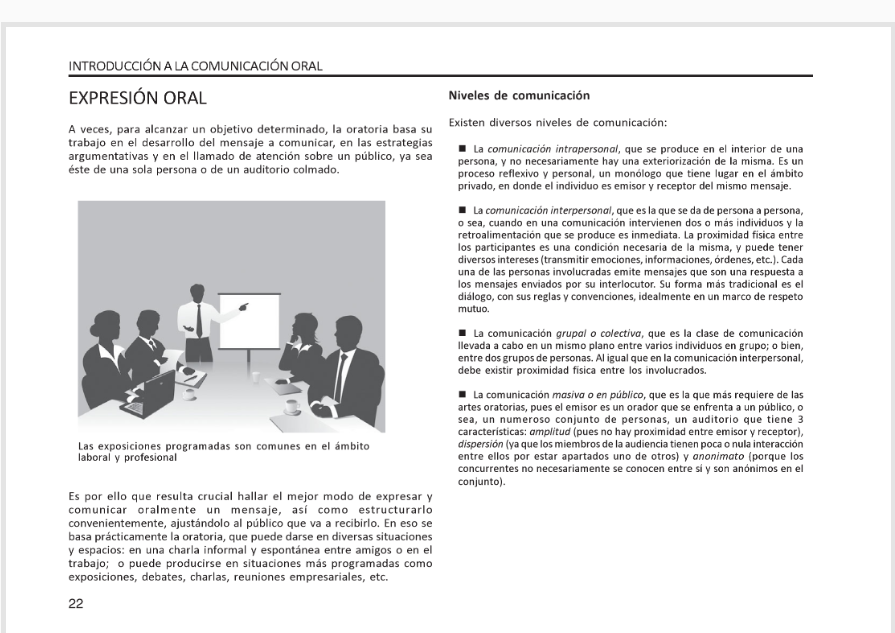 INTRODUCCIÓN A LA COMUNICACIÓN ORAL
EXPRESIÓN ORAL
A veces, para alcanzar un objetivo determinado, la oratoria basa su
trabajo en el desarrollo del mensaje a comunicar, en las estrategias
argumentativas y en el llamado de atención sobre un público, ya sea
éste de una sola persona o de un auditorio colmado.
Las exposiciones programadas son comunes en el ámbito
laboral y profesional
Es por ello que resulta crucial hallar el mejor modo de expresar y
comunicar oralmente un mensaje, así como estructurarlo
convenientemente, ajustándolo al público que va a recibirlo. En eso se
basa prácticamente la oratoria, que puede darse en diversas situaciones
y espacios: en una charla informal y espontánea entre amigos o en el
trabajo; o puede producirse en situaciones más programadas como
exposiciones, debates, charlas, reuniones empresariales, etc.
22
Niveles de comunicación
Existen diversos niveles de comunicación:
■ La comunicación intrapersonal, que se produce en el interior de una
persona, y no necesariamente hay una exteriorización de la misma. Es un
proceso reflexivo y personal, un monólogo que tiene lugar en el ámbito
privado, en donde el individuo es emisor y receptor del mismo mensaje.
■ La comunicación interpersonal, que es la que se da de persona a persona,
o sea, cuando en una comunicación intervienen dos o más individuos y la
retroalimentación que se produce es inmediata. La proximidad física entre
los participantes es una condición necesaria de la misma, y puede tener
diversos intereses (transmitir emociones, informaciones, órdenes, etc.). Cada
una de las personas involucradas emite mensajes que son una respuesta a
los mensajes enviados por su interlocutor. Su forma más tradicional es el
diálogo, con sus reglas y convenciones, idealmente en un marco de respeto
mutuo.
■ La comunicación grupal o colectiva, que es la clase de comunicación
llevada a cabo en un mismo plano entre varios individuos en grupo; o bien,
entre dos grupos de personas. Al igual que en la comunicación interpersonal,
debe existir proximidad física entre los involucrados.
■ La comunicación masiva o en público, que es la que más requiere de las
artes oratorias, pues el emisor es un orador que se enfrenta a un público, o
sea, un numeroso conjunto de personas, un auditorio que tiene 3
características: amplitud (pues no hay proximidad entre emisor y receptor),
dispersión (ya que los miembros de la audiencia tienen poca o nula interacción
entre ellos por estar apartados uno de otros) y anonimato (porque los
concurrentes no necesariamente se conocen entre sí y son anónimos en el
conjunto).